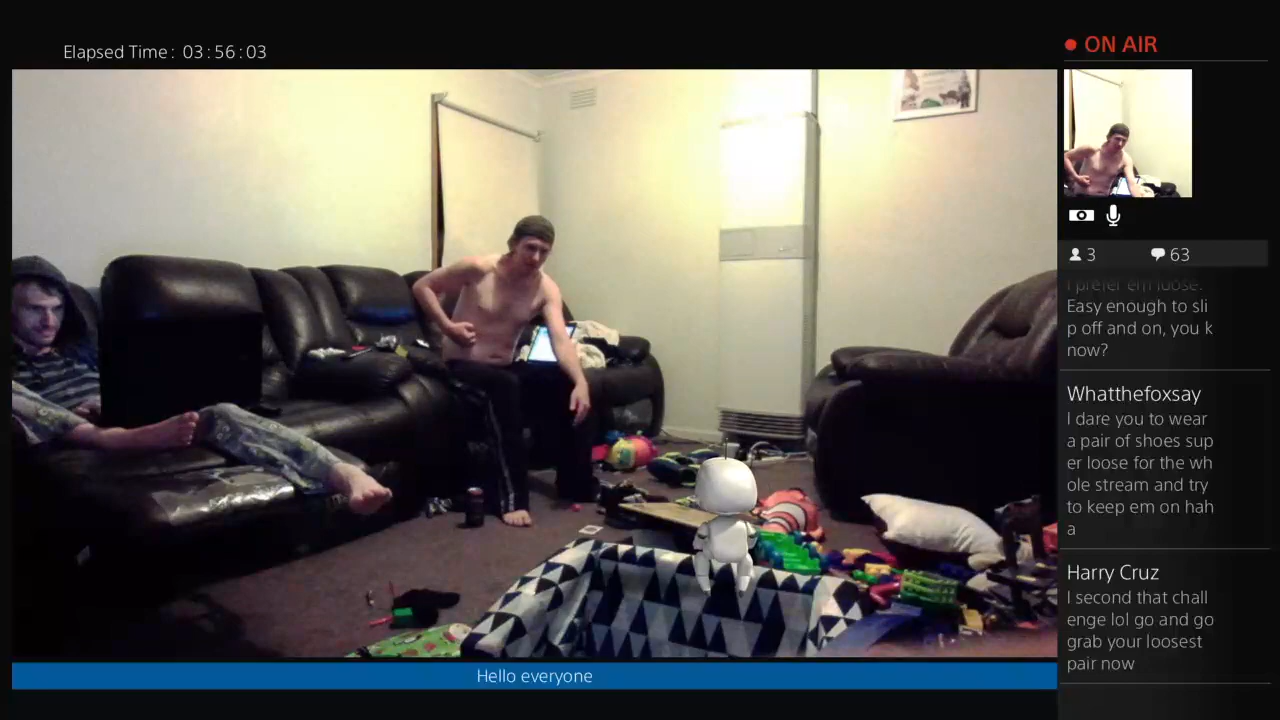 Elapsed Time: 03:56:03
ON AIR
3
63
I prefer em loose.
Easy enough to sli
p off and on, you k
now?
Whatthefoxsay
I dare you to wear
a pair of shoes sup
er loose for the wh
ole stream and try
to keep em on hah
a
Harry Cruz
I second that chall
enge lol go and go
grab your loosest
pair now
Hello everyone